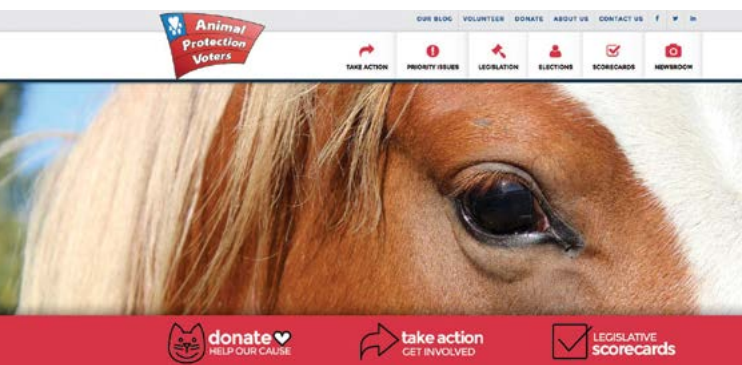 OUR BLOG VOLUNTEER DONATE ABOUT US CONTACT US f in
Animal
Protection
Voters
TAKE ACTION PRIORITY ISSUES LEGISLATION ELECTIONS SCORECARDS NEWSROOM
donate take action LEGISLATIVE
HELP OUR CAUSE GET INVOLVED scorecards